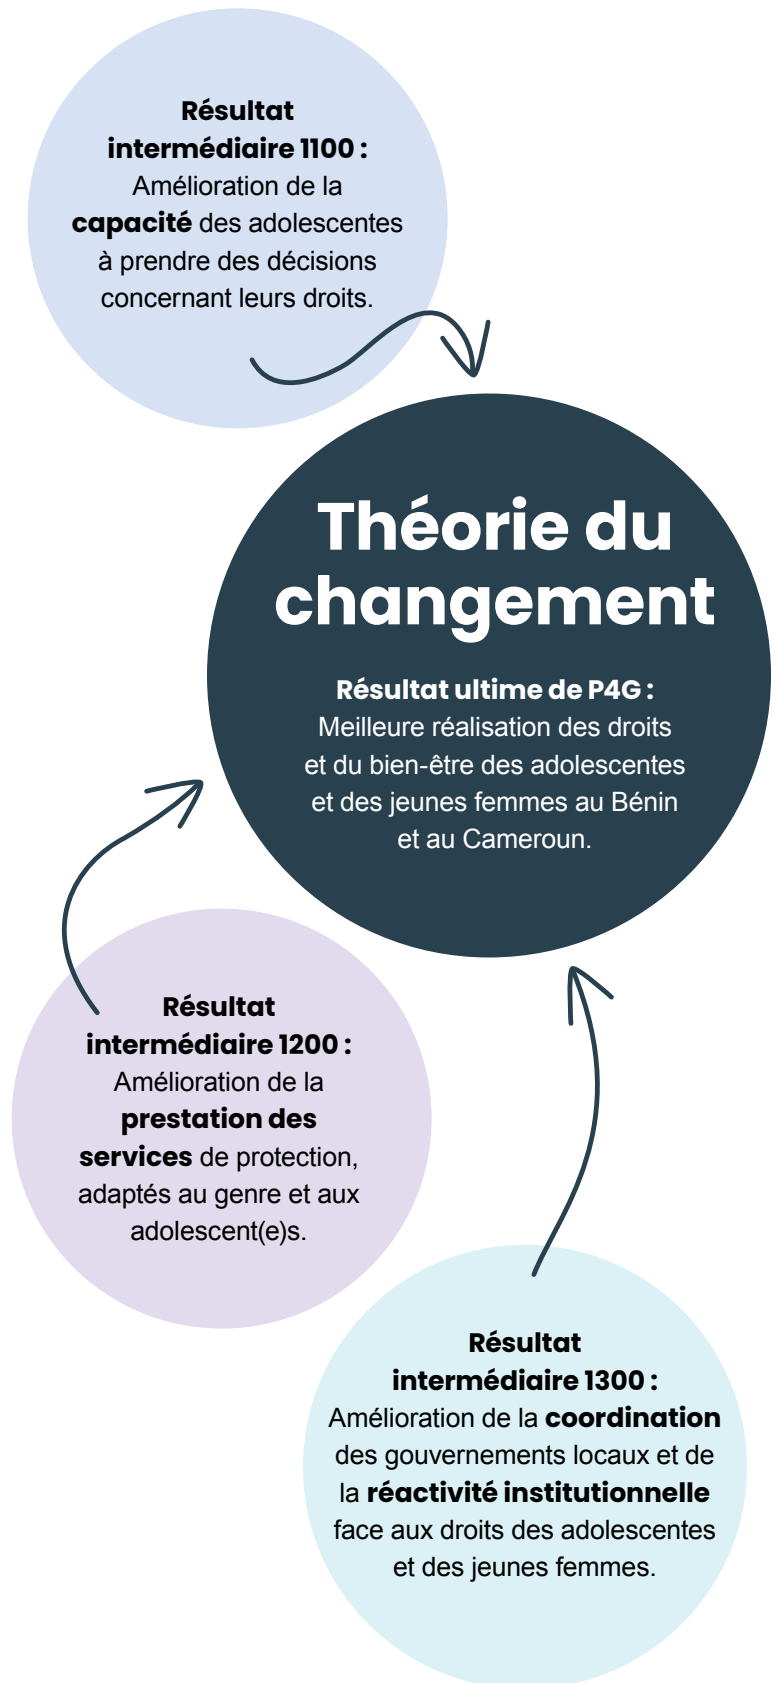 Résultat
intermédiaire 1100 :
Amélioration de la
capacité des adolescentes
à prendre des décisions
concernant leurs droits.
Théorie du
changement
Résultat ultime de P4G :
Meilleure réalisation des droits
et du bien-être des adolescentes
et des jeunes femmes au Bénin
et au Cameroun.
Résultat
intermédiaire 1200 :
Amélioration de la
prestation des
services de protection,
adaptés au genre et aux
adolescent(e)s.
Résultat
intermédiaire 1300 :
Amélioration de la coordination
des gouvernements locaux et de
la réactivité institutionnelle
face aux droits des adolescentes
et des jeunes femmes.